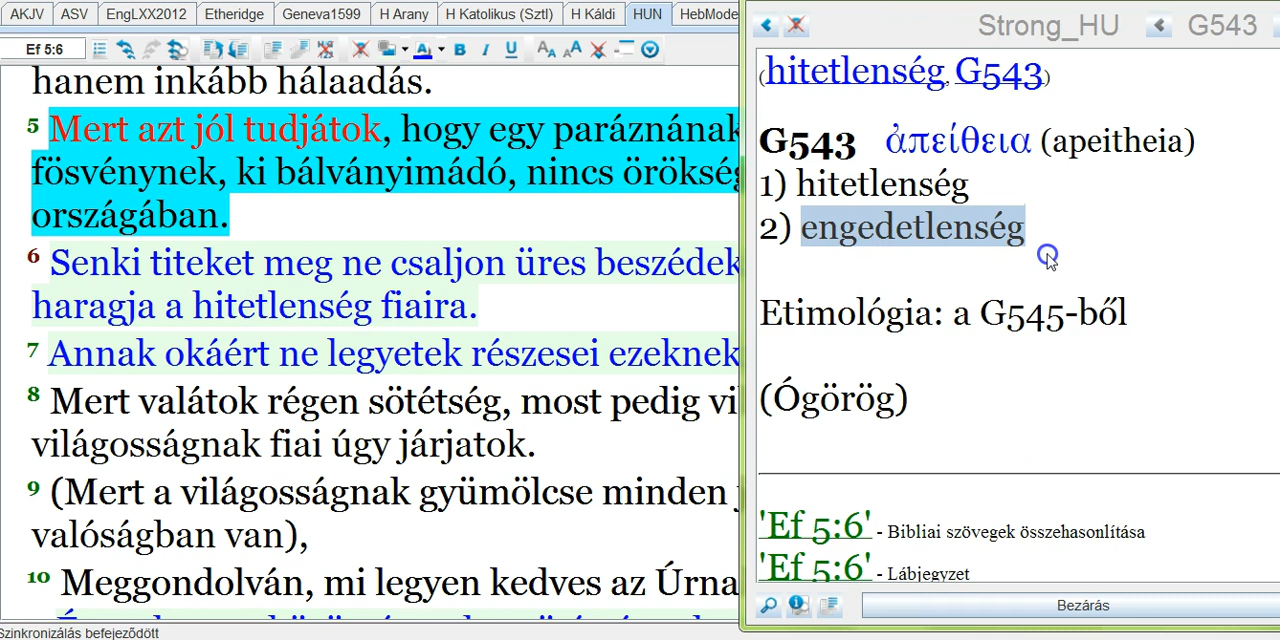 AKJV ASV EngLXX2012 Etheridge Geneva1599 H Arany H Katolikus (Sztl) H Káldi HUN HebMode
Ef 5:6
hanem inkább hálaadás.
5 Mert azt jól tudjátok, hogy egy paráznának
fösvénynek, ki bálványimádó, nincs örökség
országában.
6 Senki titeket meg ne csaljon üres beszédek
haragja a hitetlenség fiaira.
7 Annak okáért ne legyetek részesei ezeknek
8 Mert valátok régen sötétség, most pedig vi
világosságnak fiai úgy járjatok.
9 (Mert a világosságnak gyümölcse minden
valóságban van),
10 Meggondolván, mi legyen kedves az Úrna
Szinkronizálás befejeződött
Strong_HU G543
(hitetlenség, G543)
G543 ἀπείθεια (apeitheia)
1) hitetlenség
2) engedetlenség
Etimológia: a G545-ből
(Ógörög)
'Ef 5:6' - Bibliai szövegek összehasonlítása
'Ef 5:6' - Lábjegyzet
Bezárás